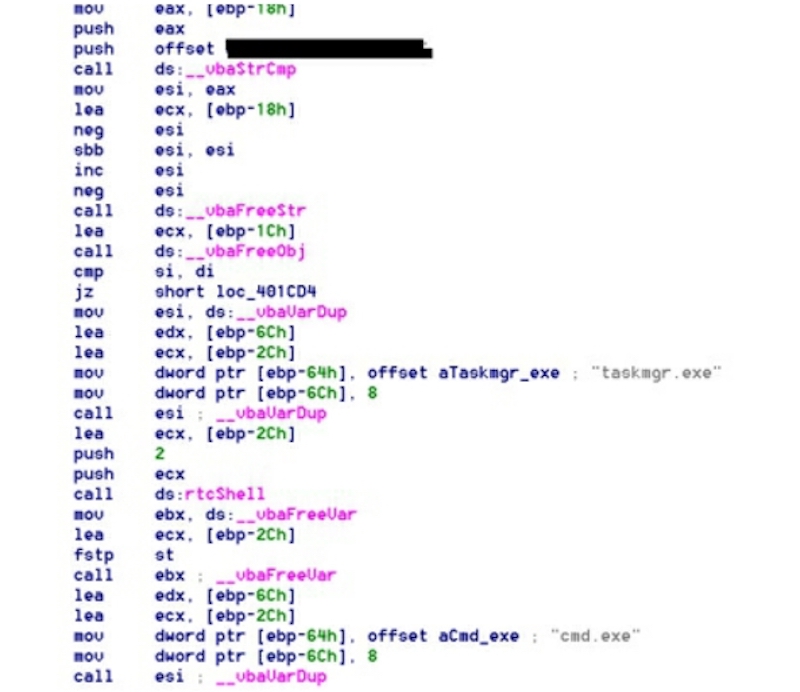 mov eax, [ebp-18h]
push eax
push offset
call ds:__vbaStrCmp
mov esi, eax
lea ecx, [ebp-18h]
neg esi
sbb esi, esi
inc esi
neg esi
call ds:__vbaFreeStr
lea ecx, [ebp-1Ch]
call ds:__vbaFreeObj
cmp si, di
jz short loc_401CD4
mov esi, ds:__vbaVarDup
lea edx, [ebp-6Ch]
lea ecx, [ebp-2Ch]
mov dword ptr [ebp-64h], offset aTaskmgr_exe ; "taskmgr.exe"
mov dword ptr [ebp-6Ch], 8
call esi ; __vbaVarDup
lea ecx, [ebp-2Ch]
push 2
push ecx
call ds:rtcShell
mov ebx, ds:__vbaFreeVar
lea ecx, [ebp-2Ch]
fstp st
call ebx ; __vbaFreeVar
lea edx, [ebp-6Ch]
lea ecx, [ebp-2Ch]
mov dword ptr [ebp-64h], offset aCmd_exe ; "cmd.exe"
mov dword ptr [ebp-6Ch], 8
call esi ; __vbaVarDup